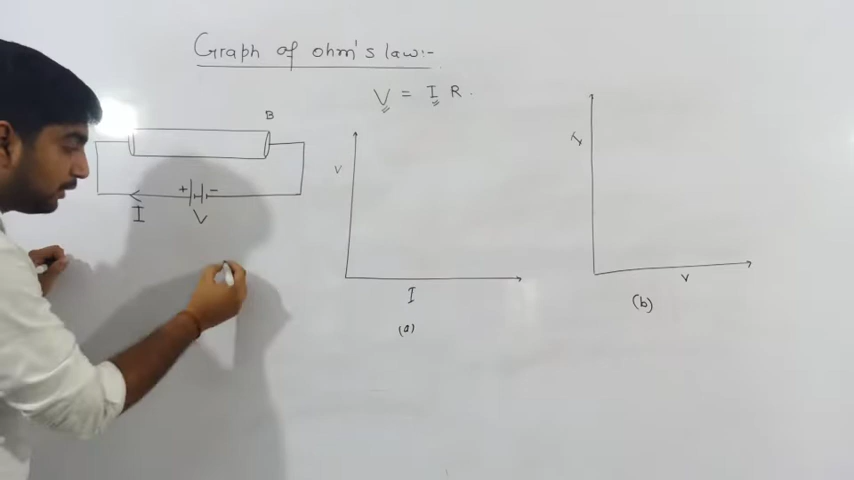 Graph of ohm's law:-
V = I R.
B
+ -
I
V
V
I
(a)
I
V
(b)